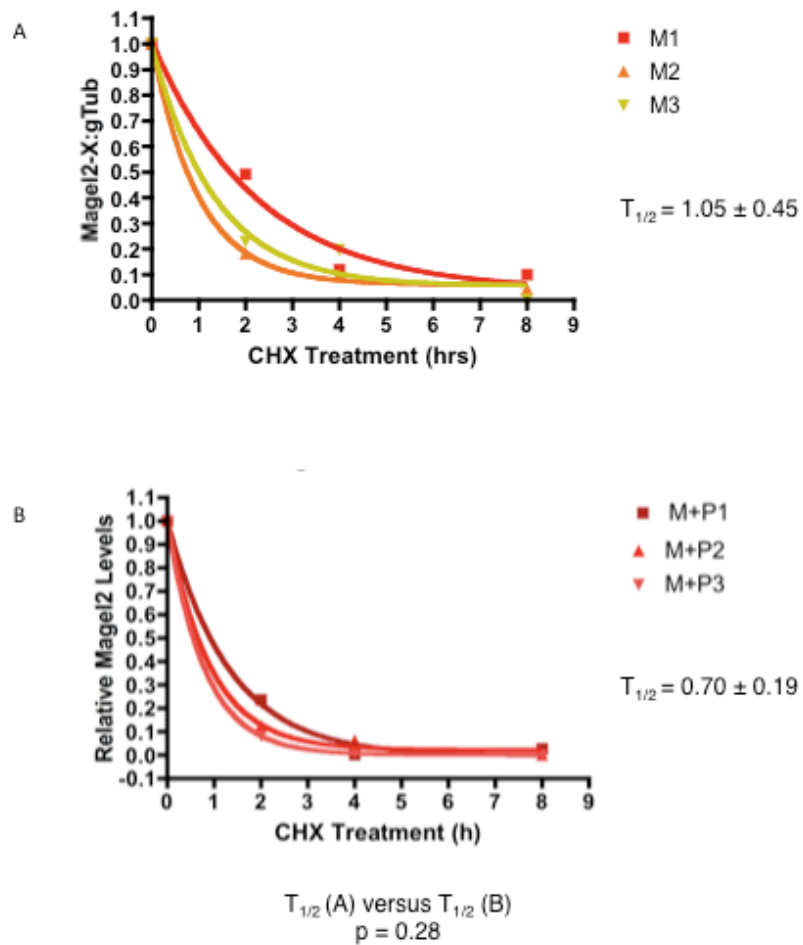 A
Magel2-X:gTub
1.1
1.0
0.9
0.8
0.7
0.6
0.5
0.4
0.3
0.2
0.1
0.0
0 1 2 3 4 5 6 7 8 9
CHX Treatment (hrs)
M1
M2
M3
T1/2 = 1.05 ± 0.45
B
Relative Magel2 Levels
1.1
1.0
0.9
0.8
0.7
0.6
0.5
0.4
0.3
0.2
0.1
0.0
-0.1
0 1 2 3 4 5 6 7 8 9
CHX Treatment (h)
M+P1
M+P2
M+P3
T1/2 = 0.70 ± 0.19
T1/2 (A) versus T1/2 (B)
p = 0.28